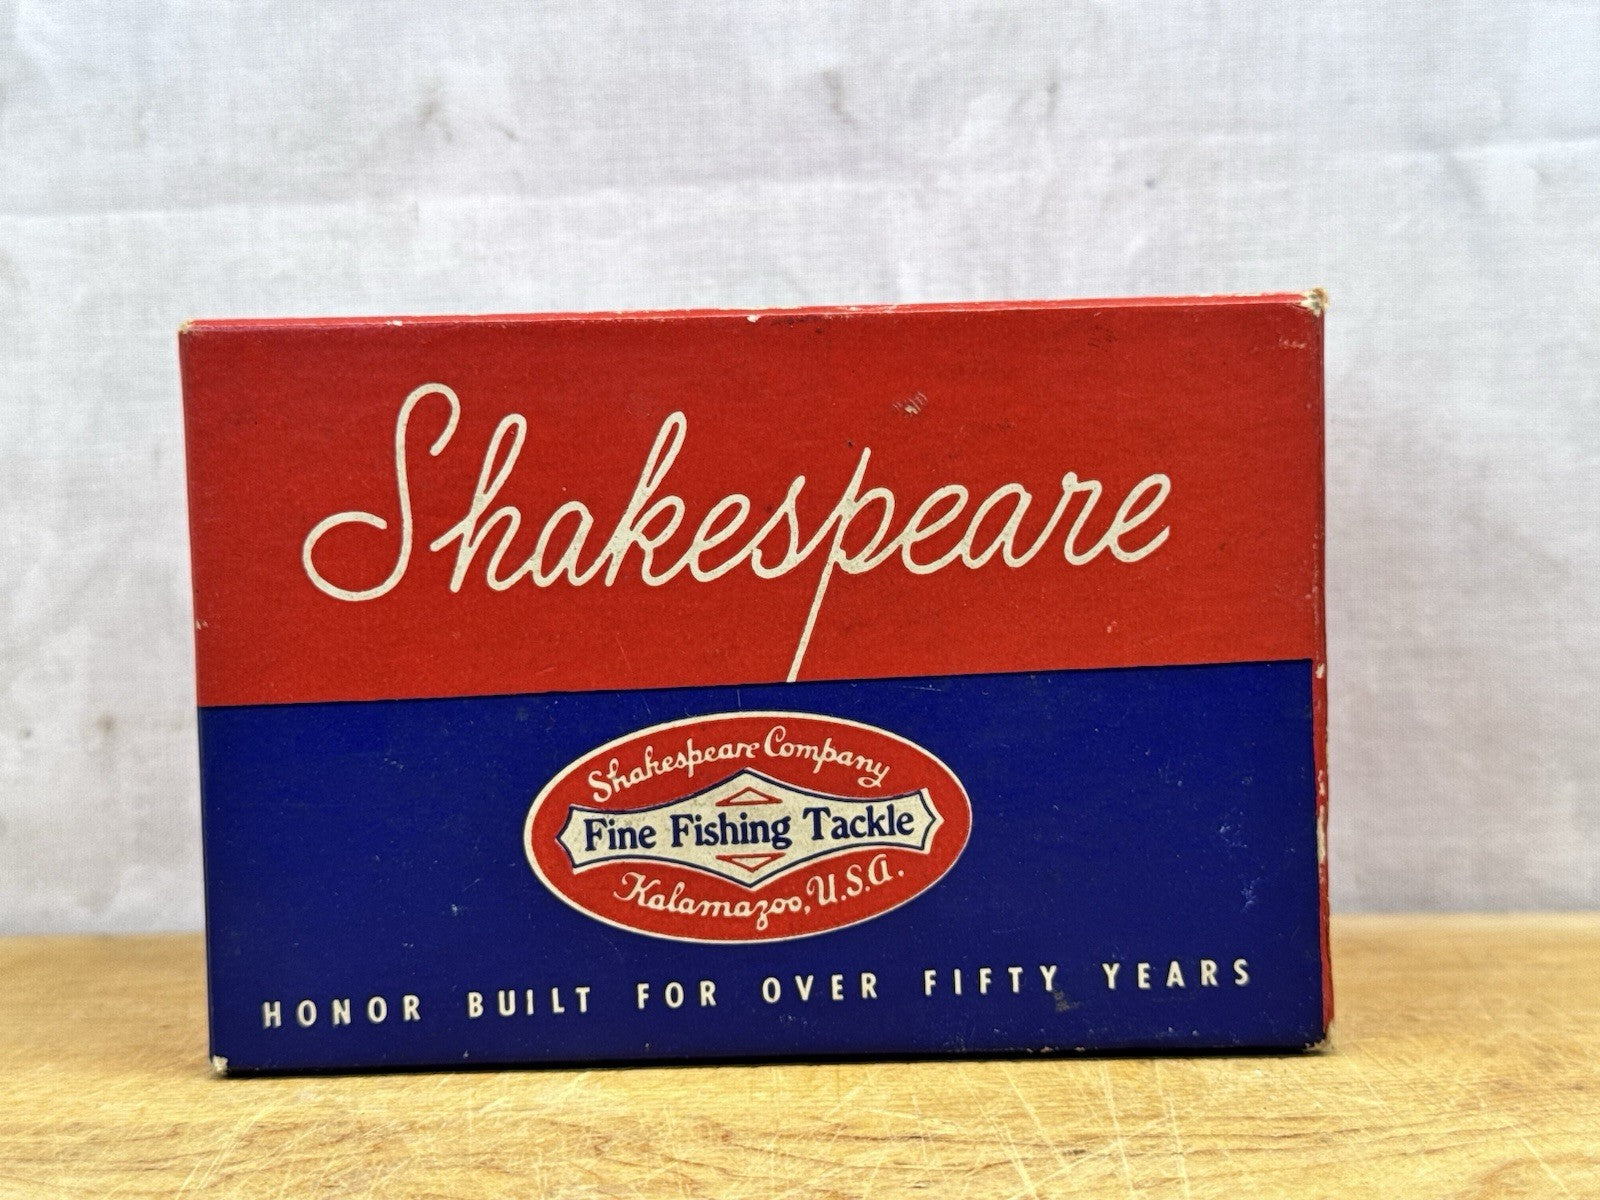 Shakespeare
Shakespeare Company
Fine Fishing Tackle
Kalamazoo, U.S.A.
HONOR BUILT FOR OVER FIFTY YEARS